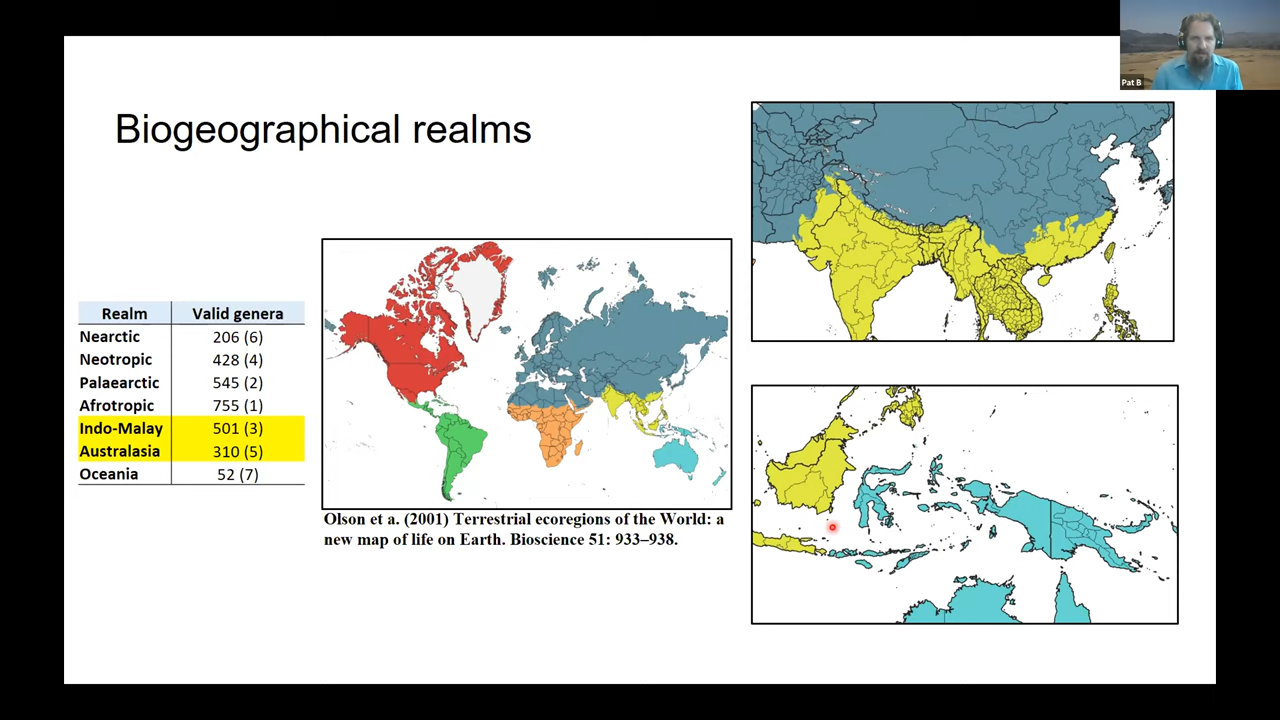 Pat B
Biogeographical realms
Realm Valid genera
Nearctic 206 (6)
Neotropic 428 (4)
Palaearctic 545 (2)
Afrotropic 755 (1)
Indo-Malay 501 (3)
Australasia 310 (5)
Oceania 52 (7)
Olson et a. (2001) Terrestrial ecoregions of the World: a
new map of life on Earth. Bioscience 51: 933–938.